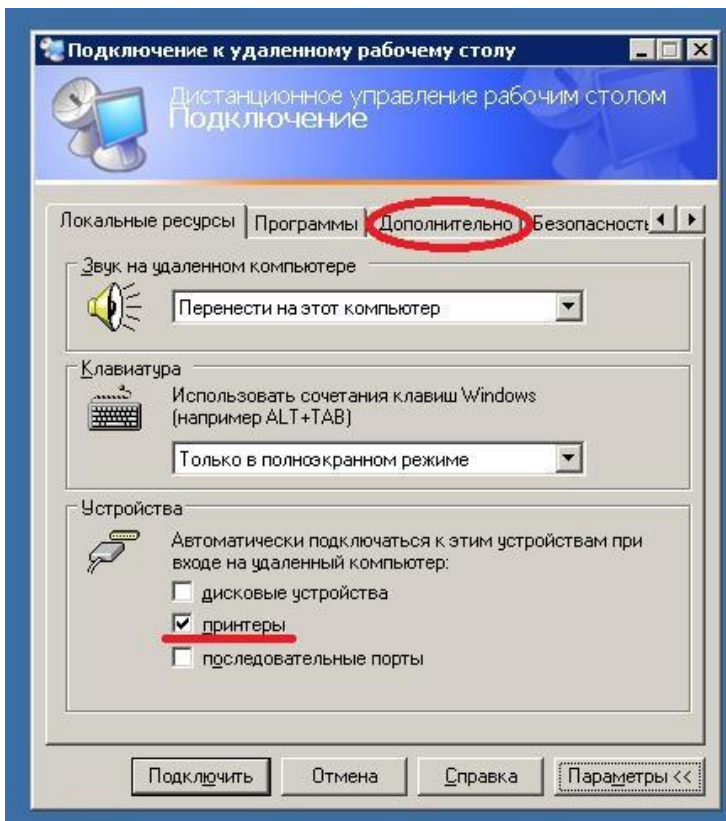 Подключение к удаленному рабочему столу
Дистанционное управление рабочим столом
Подключение
Локальные ресурсы Программы Дополнительно Безопасность
Звук на удаленном компьютере
Перенести на этот компьютер
Клавиатура
Использовать сочетания клавиш Windows
(например ALT+TAB)
Только в полноэкранном режиме
Устройства
Автоматически подключаться к этим устройствам при
входе на удаленный компьютер:
дисковые устройства
принтеры
последовательные порты
Подключить Отмена Справка Параметры <<